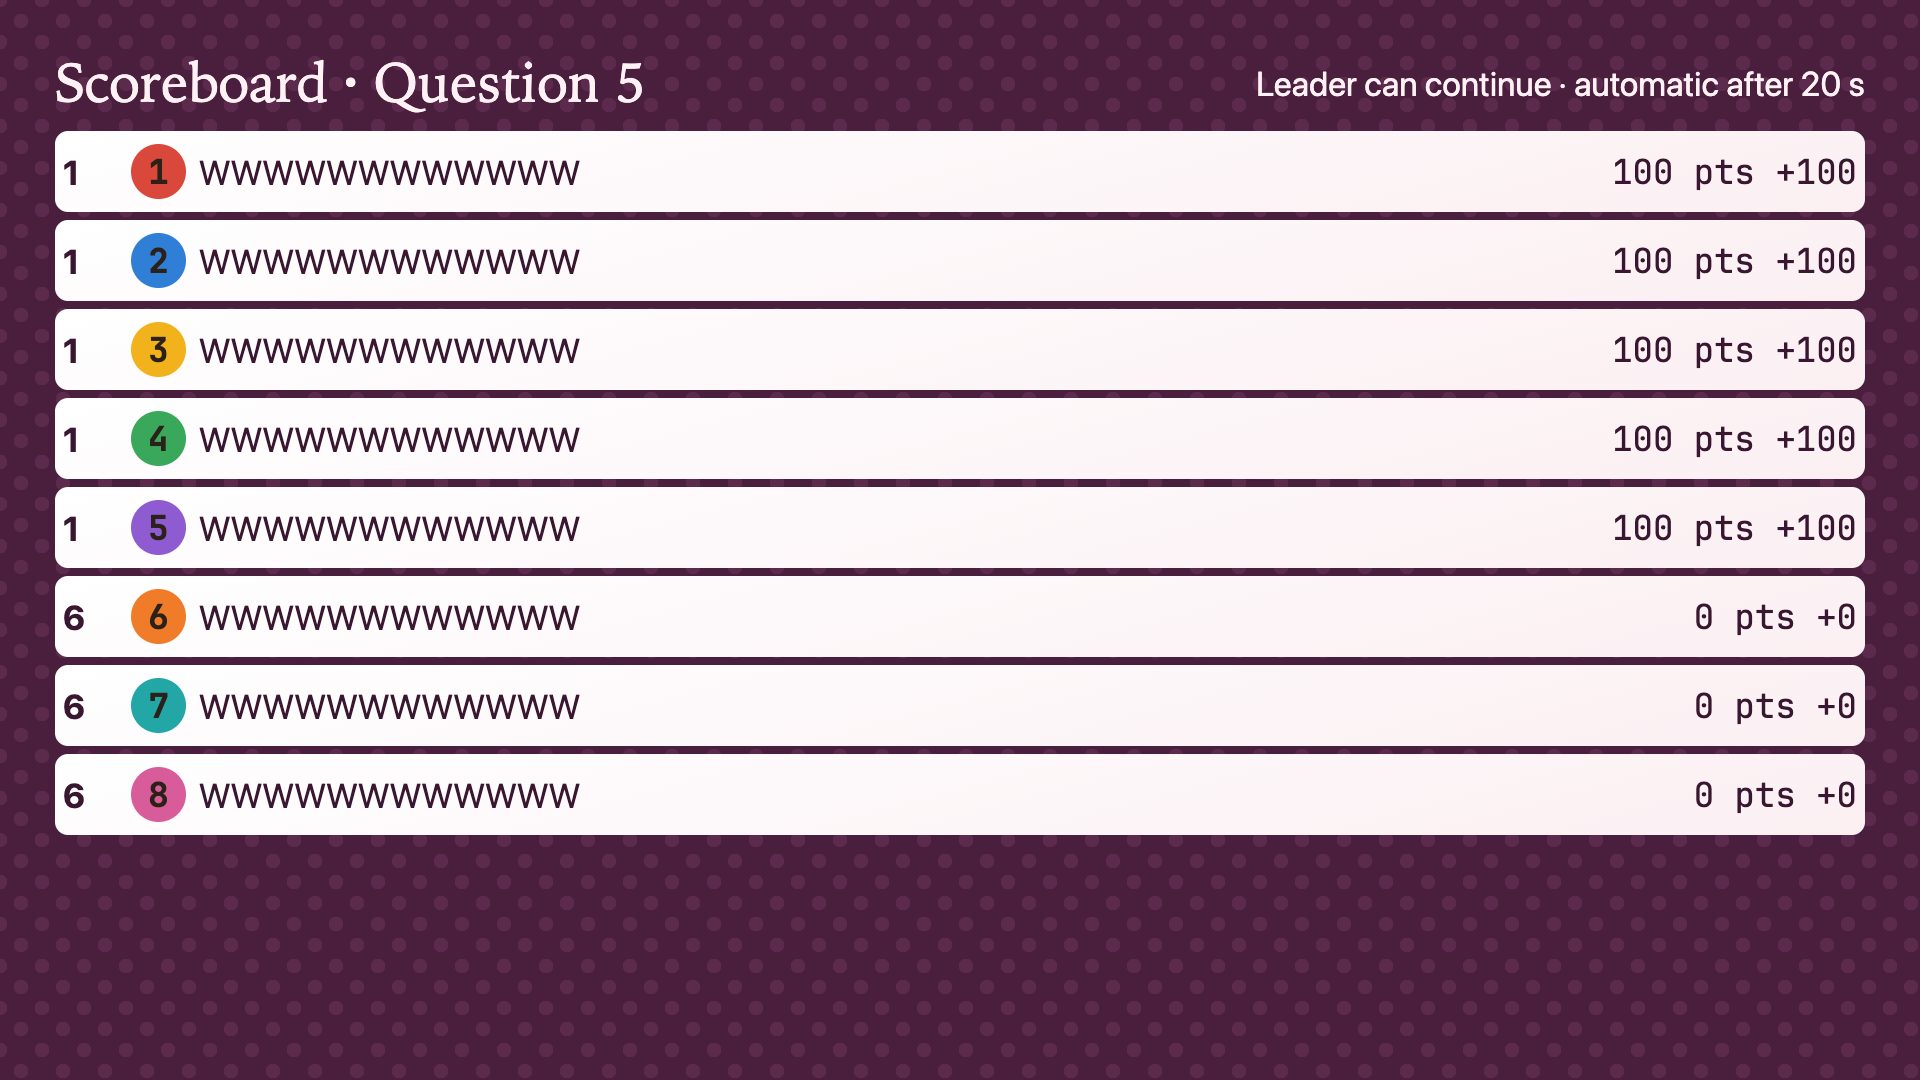 Scoreboard · Question 5
Leader can continue · automatic after 20 s
1 1 WWWWWWWWWWWW 100 pts +100
1 2 WWWWWWWWWWWW 100 pts +100
1 3 WWWWWWWWWWWW 100 pts +100
1 4 WWWWWWWWWWWW 100 pts +100
1 5 WWWWWWWWWWWW 100 pts +100
6 6 WWWWWWWWWWWW 0 pts +0
6 7 WWWWWWWWWWWW 0 pts +0
6 8 WWWWWWWWWWWW 0 pts +0